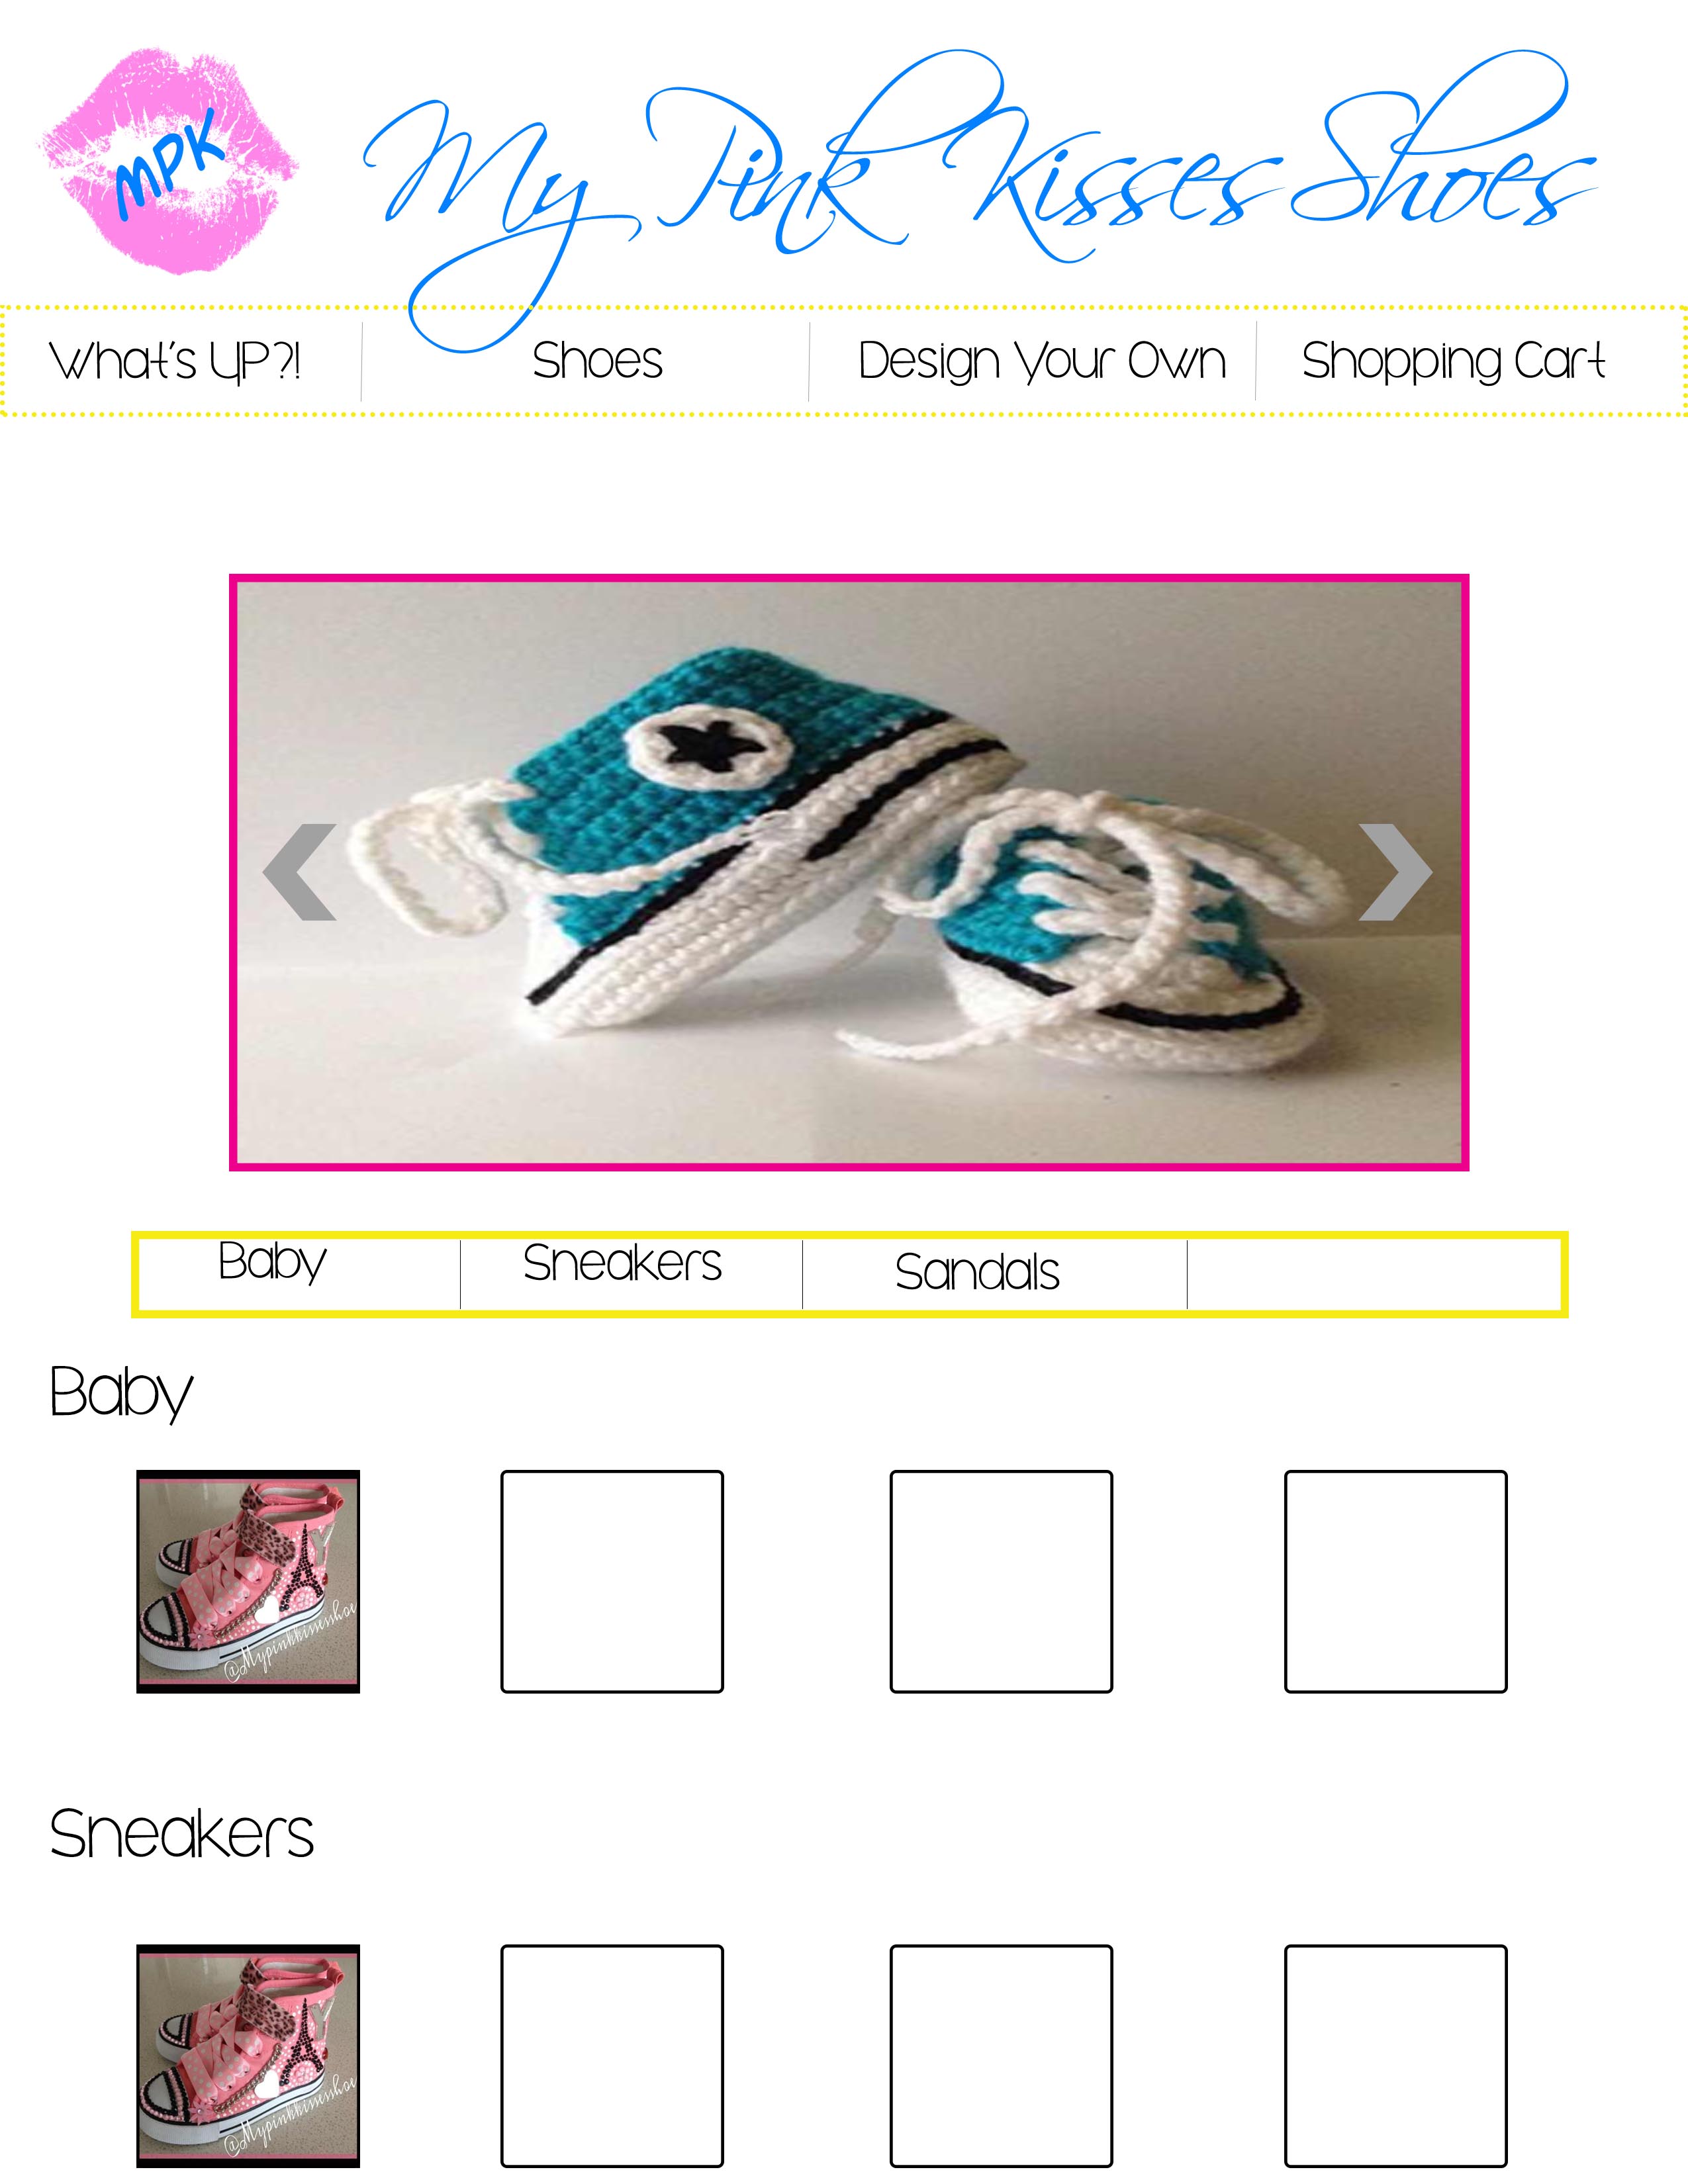 MPK
My Pink Kisses Shoes
What's UP?!
Shoes
Design Your Own
Shopping Cart
Baby
Sneakers
Sandals
Baby
@Mypinkkissesshoe
Sneakers
@Mypinkkissesshoe